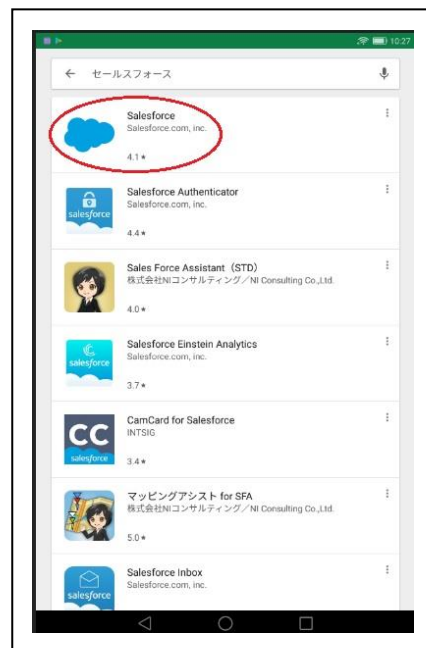 10:27
セールスフォース
Salesforce
Salesforce.com, inc.
4.1★
Salesforce Authenticator
Salesforce.com, inc.
salesforce
4.4★
Sales Force Assistant（STD）
株式会社NIコンサルティング／NI Consulting Co.,Ltd.
4.0★
Salesforce Einstein Analytics
Salesforce.com, inc.
salesforce
3.7★
CamCard for Salesforce
INTSIG
CC
salesforce
3.4★
マッピングアシスト for SFA
株式会社NIコンサルティング／NI Consulting Co.,Ltd.
5.0★
Salesforce Inbox
Salesforce.com, inc.
salesforce